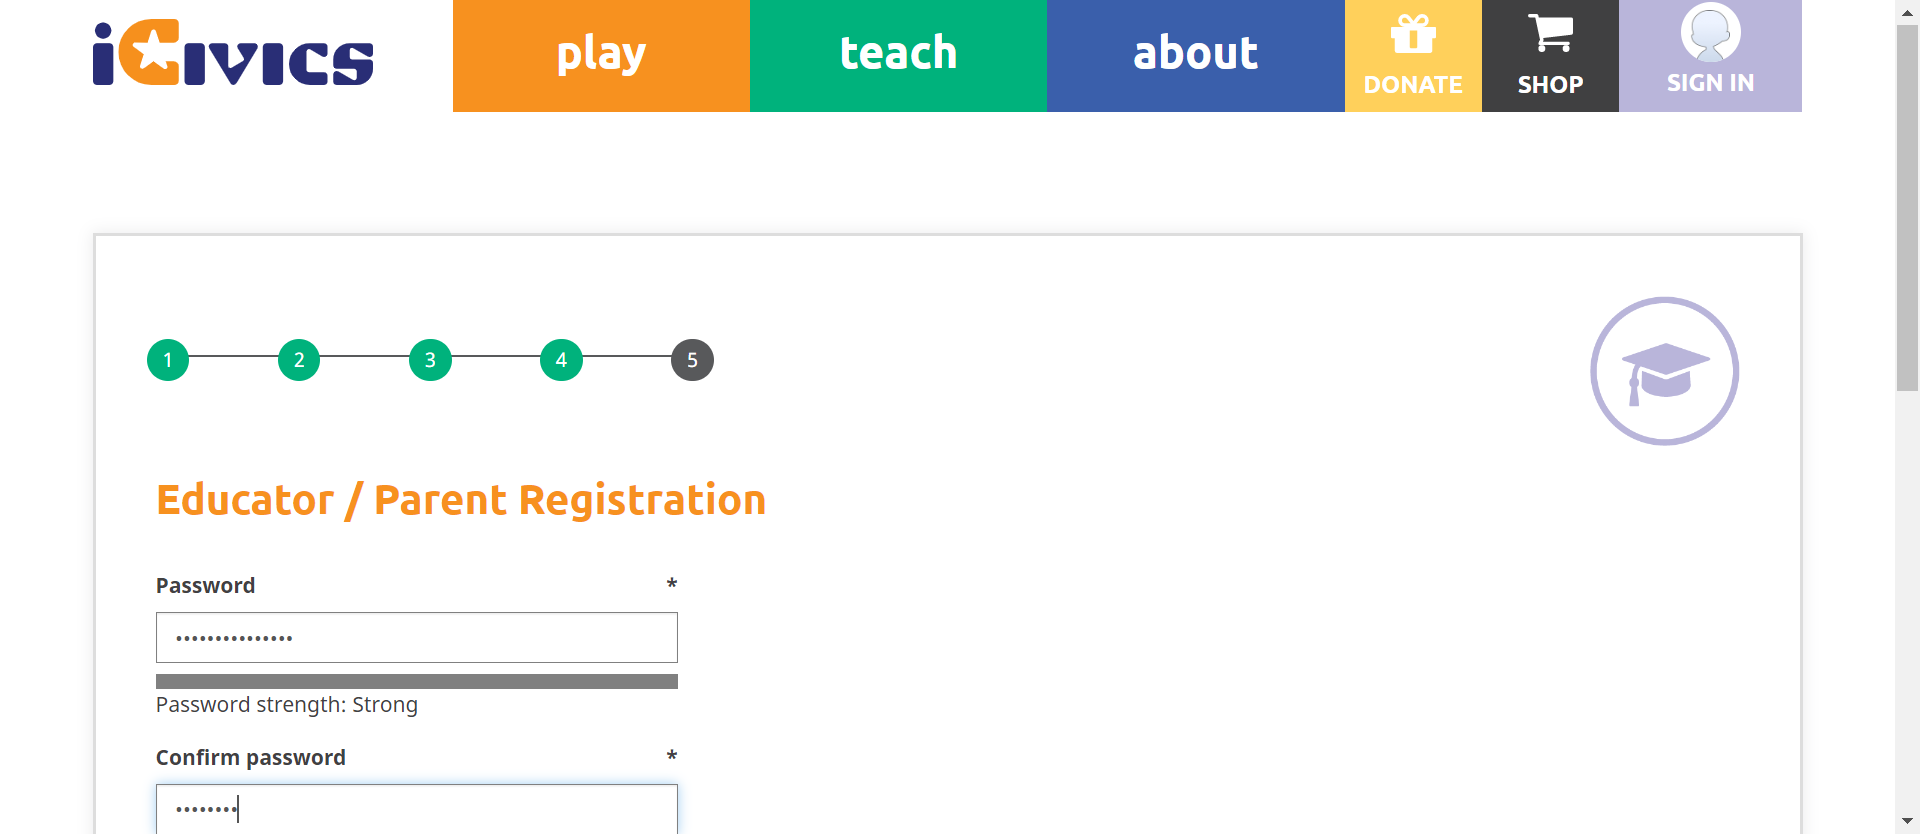 iCivics
play
teach
about
DONATE
SHOP
SIGN IN
1 2 3 4 5
Educator / Parent Registration
Password *
•••••••••••••••
Password strength: Strong
Confirm password *
••••••••